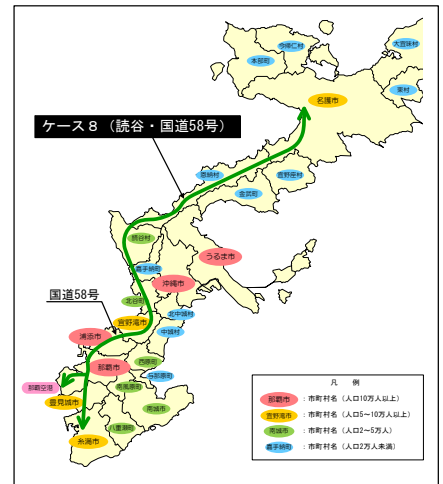 今帰仁村
大宜味村
本部町
東村
名護市
ケース8（読谷・国道58号）
恩納村
宜野座村
金武町
読谷村
うるま市
嘉手納町
沖縄市
国道58号
北谷町
北中城村
宜野湾市
中城村
浦添市
西原町
那覇市
与那原町
那覇空港
南風原町
豊見城市
南城市
八重瀬町
糸満市
凡　例
那覇市 ：市町村名（人口10万人以上）
宜野湾市 ：市町村名（人口5～10万人以上）
南城市 ：市町村名（人口2～5万人）
嘉手納町 ：市町村名（人口2万人未満）